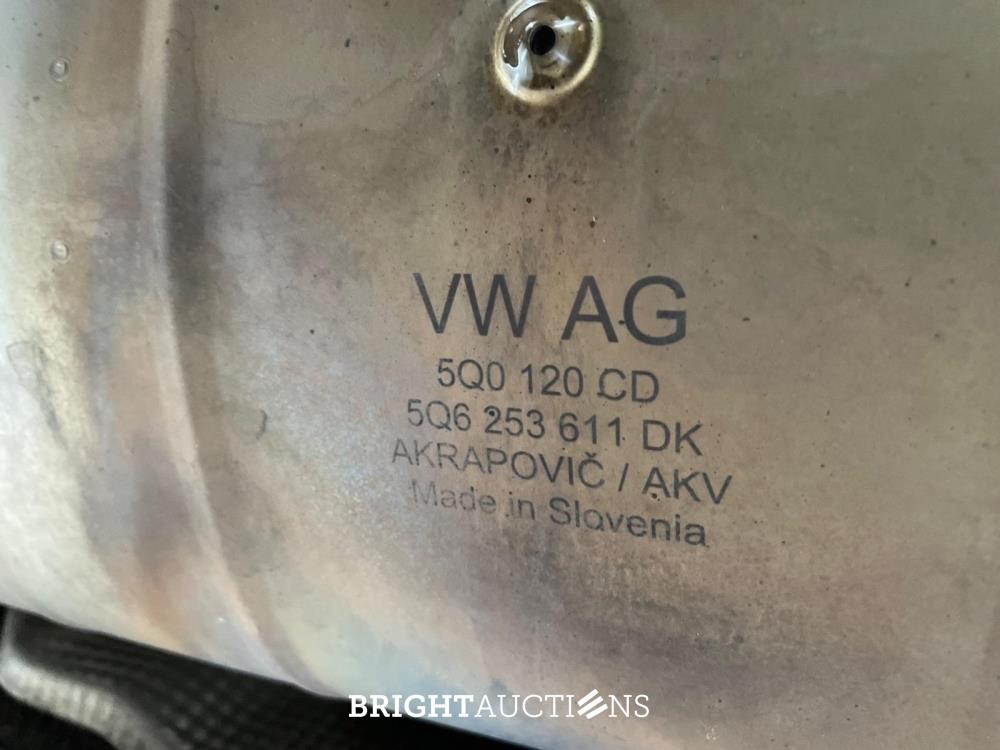 VW AG
5Q0 120 CD
5Q6 253 611 DK
AKRAPOVIČ / AKV
Made in Slovenia
BRIGHTAUCTIONS